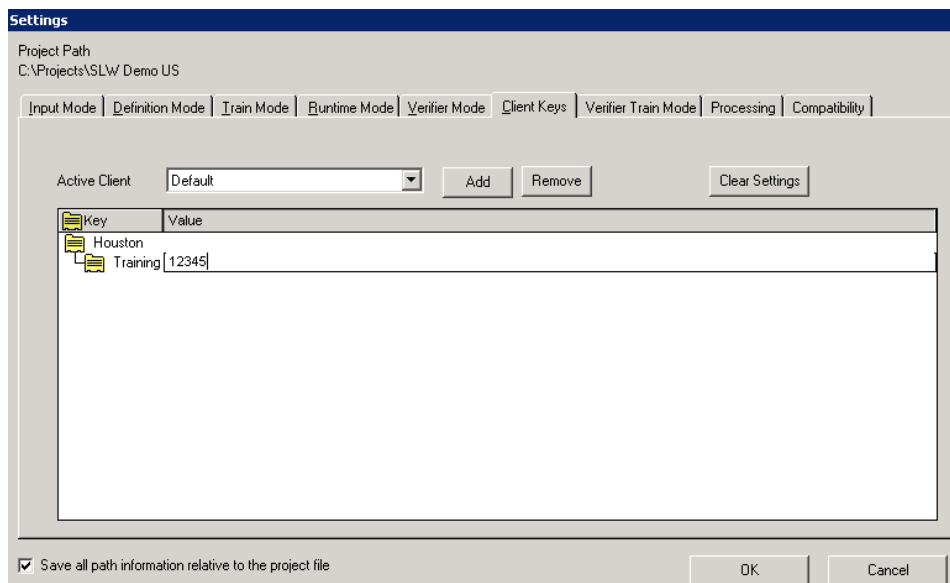 Settings
Project Path
C:\Projects\SLW Demo US
Input Mode Definition Mode Train Mode Runtime Mode Verifier Mode Client Keys Verifier Train Mode Processing Compatibility
Active Client Default Add Remove Clear Settings
Key Value
Houston
Training 12345
Save all path information relative to the project file OK Cancel